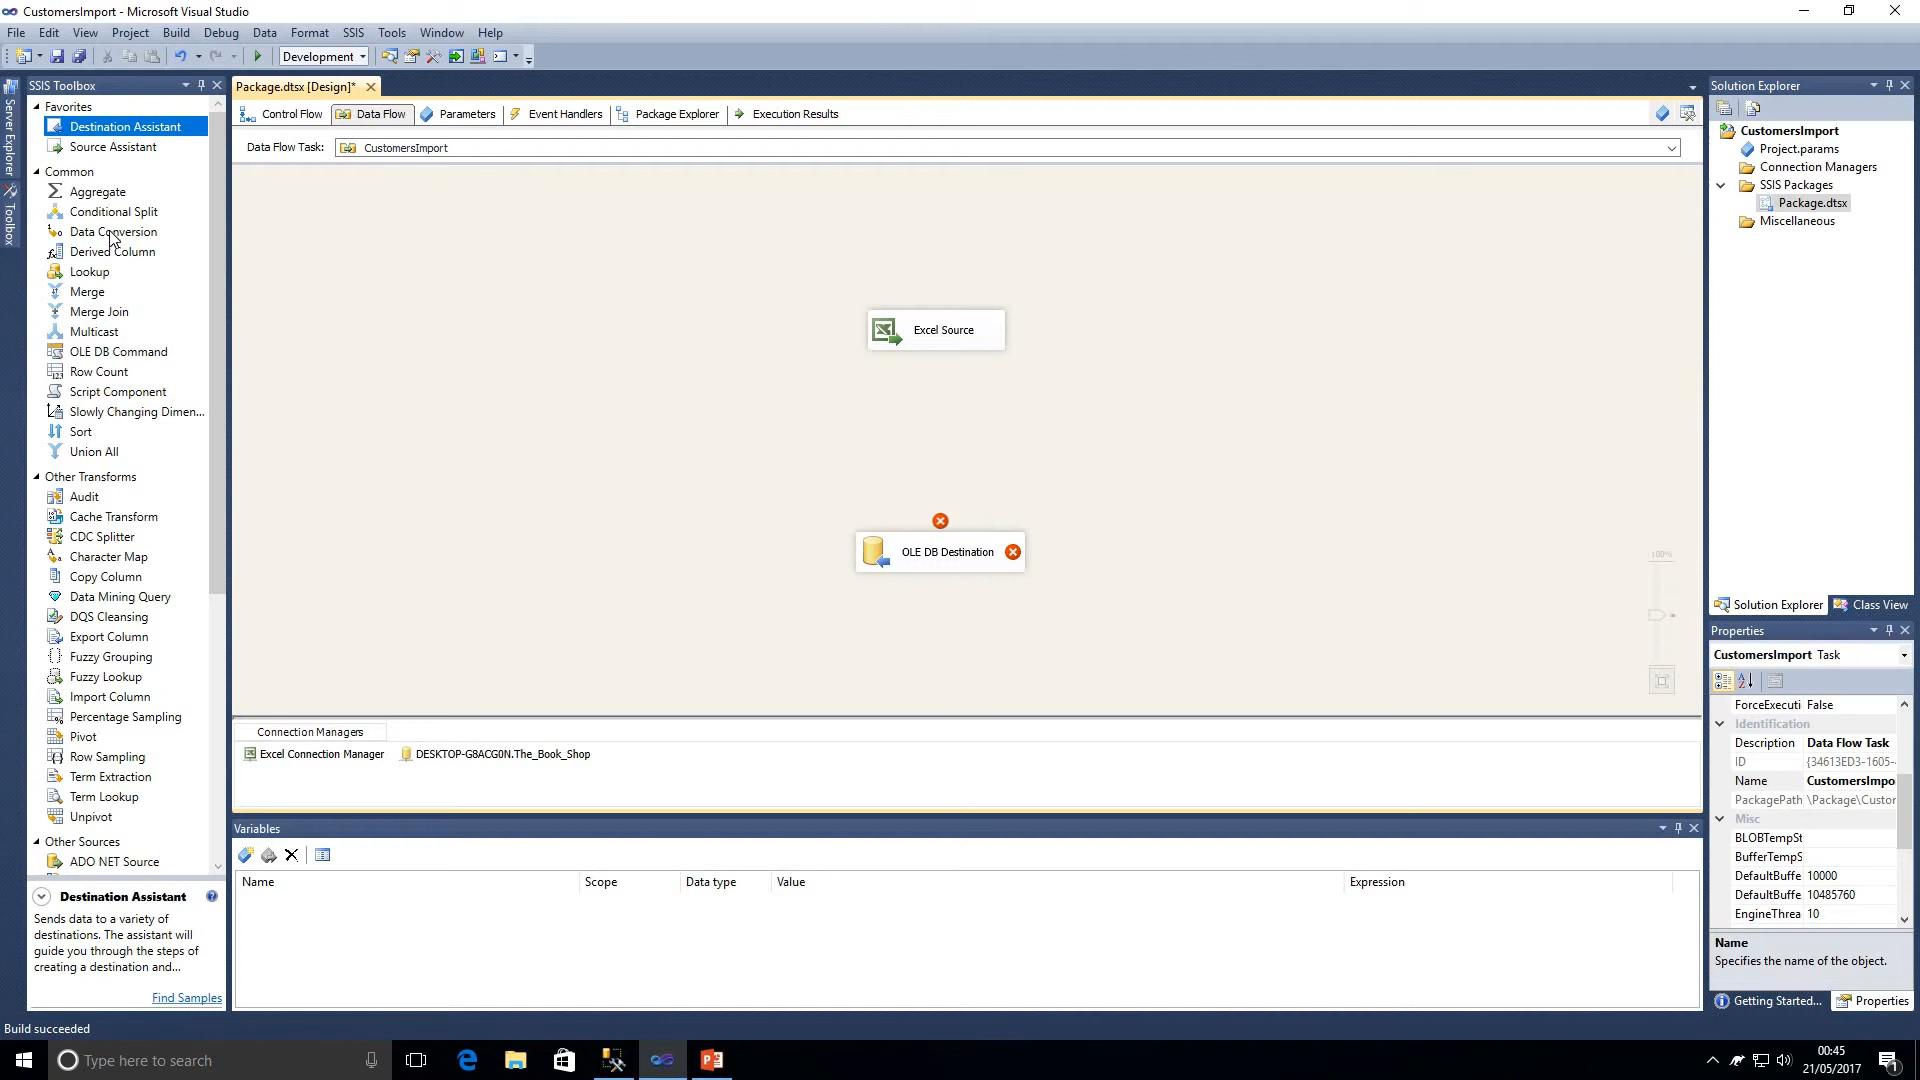 CustomersImport - Microsoft Visual Studio
File Edit View Project Build Debug Data Format SSIS Tools Window Help
Development
Server Explorer
Toolbox
SSIS Toolbox
Favorites
Destination Assistant
Source Assistant
Common
Aggregate
Conditional Split
Data Conversion
Derived Column
Lookup
Merge
Merge Join
Multicast
OLE DB Command
Row Count
Script Component
Slowly Changing Dimen...
Sort
Union All
Other Transforms
Audit
Cache Transform
CDC Splitter
Character Map
Copy Column
Data Mining Query
DQS Cleansing
Export Column
Fuzzy Grouping
Fuzzy Lookup
Import Column
Percentage Sampling
Pivot
Row Sampling
Term Extraction
Term Lookup
Unpivot
Other Sources
ADO NET Source
Destination Assistant
Sends data to a variety of
destinations. The assistant will
guide you through the steps of
creating a destination and...
Find Samples
Package.dtsx [Design]*
Control Flow Data Flow Parameters Event Handlers Package Explorer Execution Results
Data Flow Task: CustomersImport
Excel Source
OLE DB Destination
100%
Connection Managers
Excel Connection Manager DESKTOP-G8ACG0N.The_Book_Shop
Variables
Name Scope Data type Value Expression
Solution Explorer
CustomersImport
Project.params
Connection Managers
SSIS Packages
Package.dtsx
Miscellaneous
Solution Explorer Class View
Properties
CustomersImport Task
ForceExecuti False
Identification
Description Data Flow Task
ID {34613ED3-1605-
Name CustomersImpo
PackagePath \Package\Custor
Misc
BLOBTempSt
BufferTempS
DefaultBuffe 10000
DefaultBuffe 10485760
EngineThrea 10
Name
Specifies the name of the object.
Getting Started... Properties
Build succeeded
Type here to search
00:45
21/05/2017
1